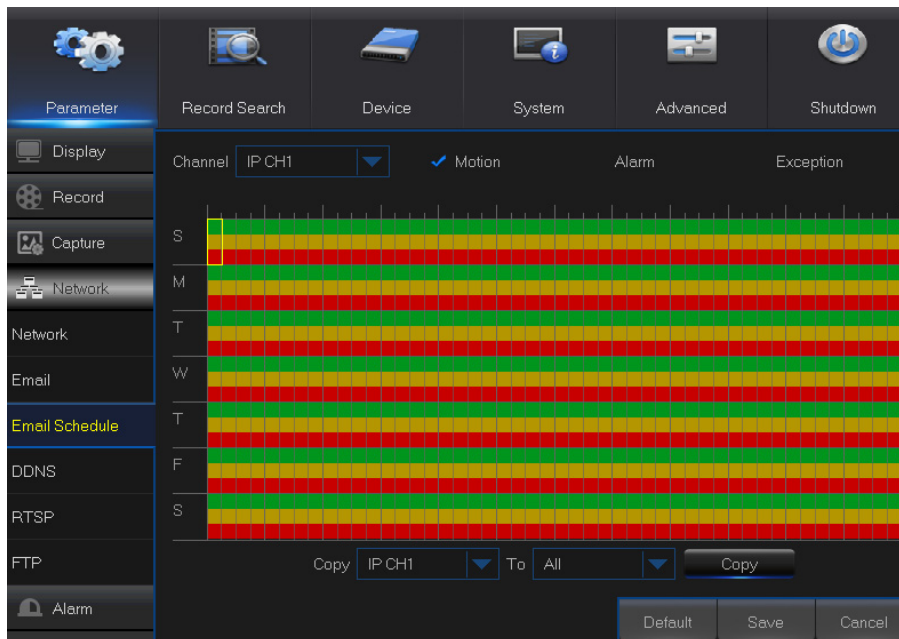 Parameter Record Search Device System Advanced Shutdown
Display
Channel IP CH1 Motion Alarm Exception
Record
S
Capture
M
Network
T
Network
W
Email
T
Email Schedule
F
DDNS
S
RTSP
FTP
Copy IP CH1 To All Copy
Alarm
Default Save Cancel